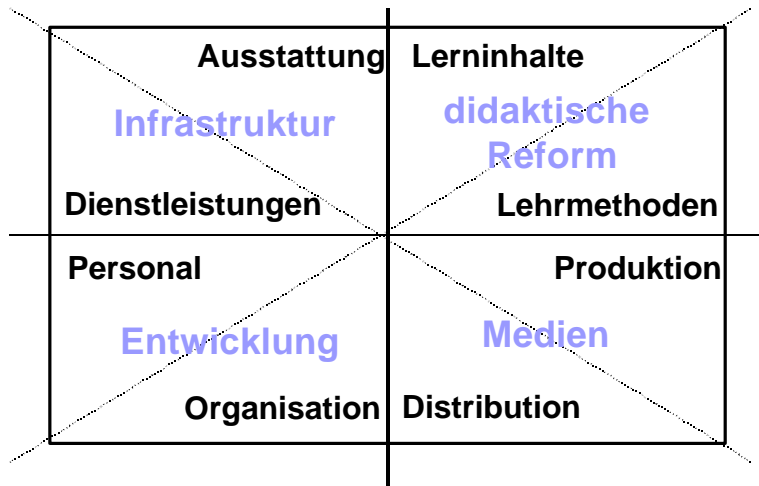 Ausstattung
Lerninhalte
Infrastruktur
didaktische
Reform
Dienstleistungen
Lehrmethoden
Personal
Produktion
Entwicklung
Medien
Organisation
Distribution